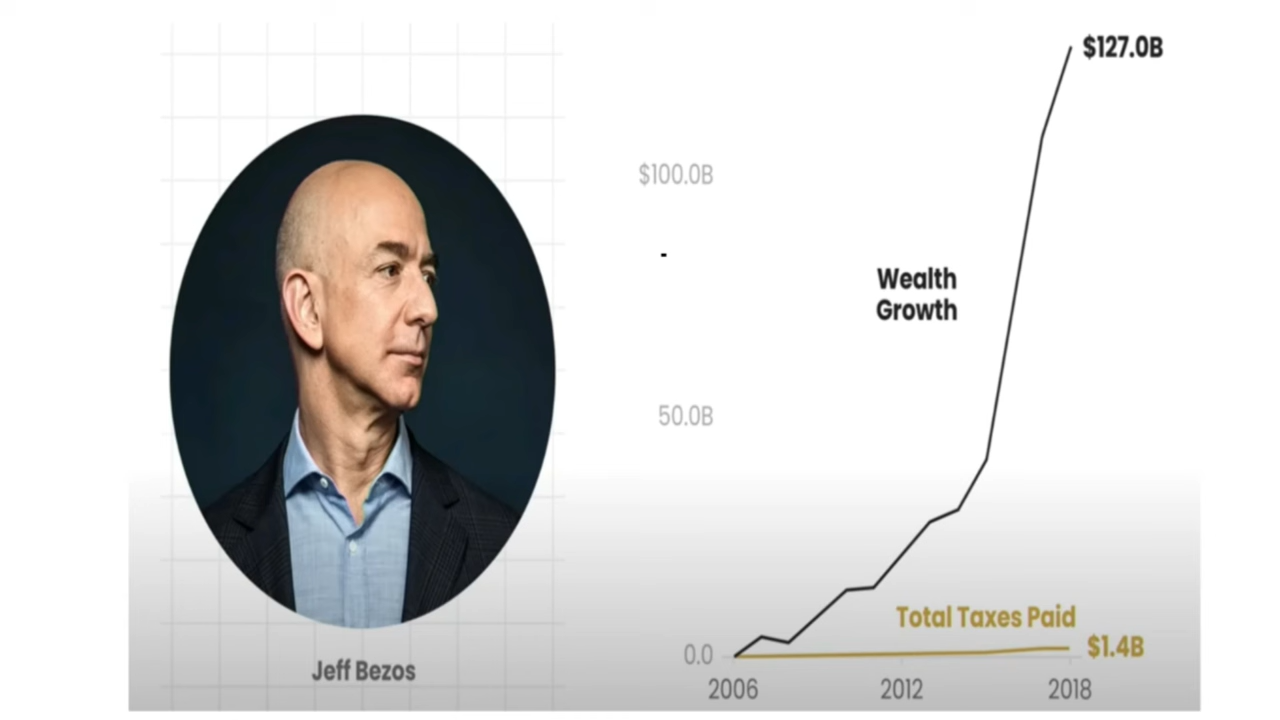 Jeff Bezos
$127.0B
$100.0B
Wealth
Growth
50.0B
Total Taxes Paid
$1.4B
0.0
2006 2012 2018